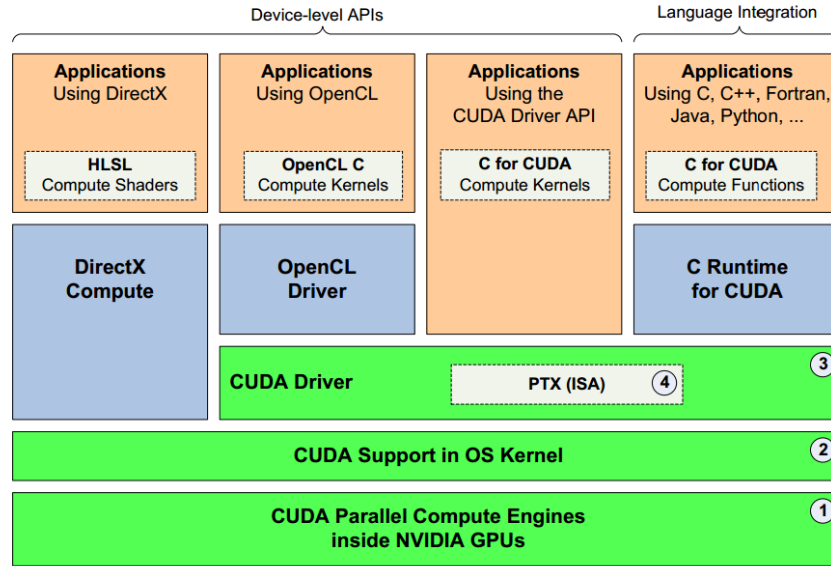 Device-level APIs
Language Integration
Applications
Using DirectX
HLSL
Compute Shaders
Applications
Using OpenCL
OpenCL C
Compute Kernels
Applications
Using the
CUDA Driver API
C for CUDA
Compute Kernels
Applications
Using C, C++, Fortran,
Java, Python, ...
C for CUDA
Compute Functions
DirectX
Compute
OpenCL
Driver
C Runtime
for CUDA
3
CUDA Driver
PTX (ISA)
4
CUDA Support in OS Kernel
2
CUDA Parallel Compute Engines
inside NVIDIA GPUs
1